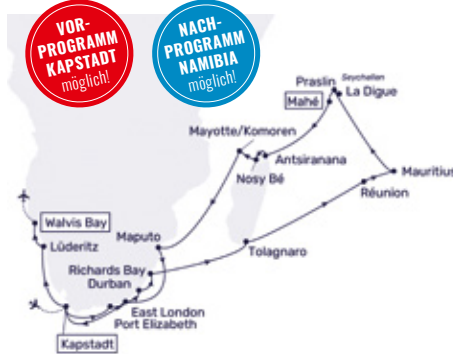 VOR-
PROGRAMM
KAPSTADT
möglich!
NACH-
PROGRAMM
NAMIBIA
möglich!
Praslin
Seychellen
La Digue
Mahé
Mayotte/Komoren
Antsiranana
Nosy Bé
Mauritius
Réunion
Walvis Bay
Lüderitz
Maputo
Tolagnaro
Richards Bay
Durban
East London
Port Elizabeth
Kapstadt